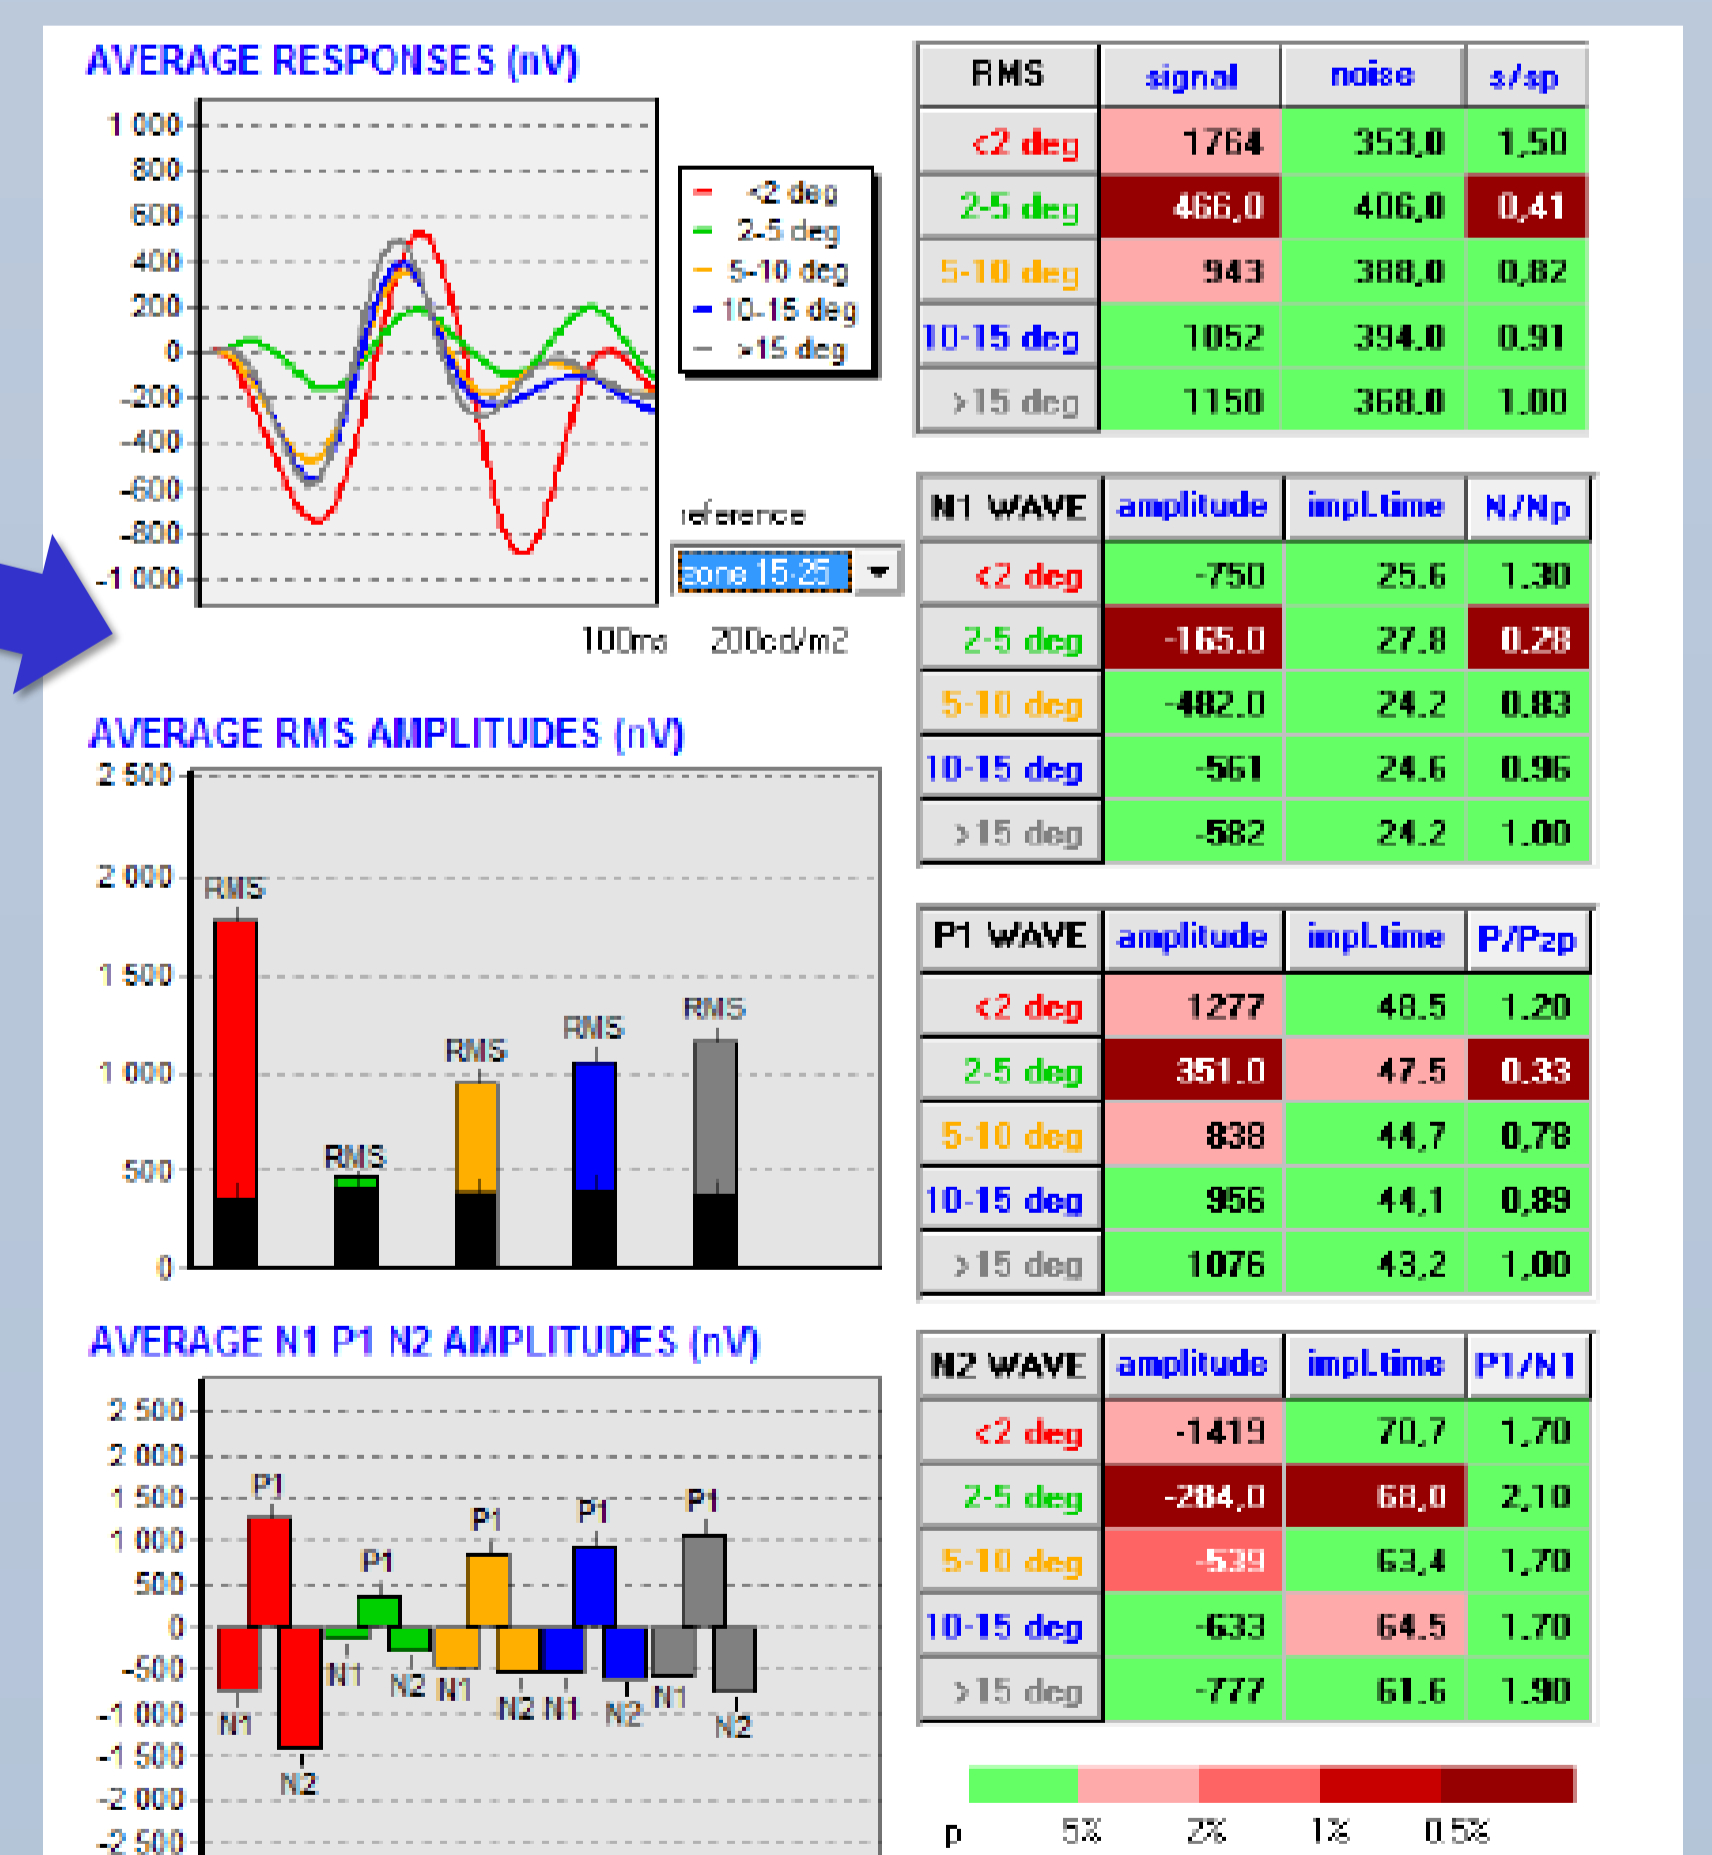 AVERAGE RESPONSES (nV)
1 000
800
600
400
200
0
-200
-400
-600
-800
-1 000
<2 deg
2-5 deg
5-10 deg
10-15 deg
>15 deg
reference
zone 15-25
100ms 200cd/m2
AVERAGE RMS AMPLITUDES (nV)
2 500
2 000
1 500
1 000
500
0
RMS
RMS
RMS
RMS
RMS
AVERAGE N1 P1 N2 AMPLITUDES (nV)
2 500
2 000
1 500
1 000
500
0
-500
-1 000
-1 500
-2 000
-2 500
P1 P1 P1 P1 P1
N1 N2 N1 N2 N1 N2 N1 N2 N1 N2
RMS signal noise s/sp
<2 deg 1764 353,0 1,50
2-5 deg 466,0 406,0 0,41
5-10 deg 943 388,0 0,82
10-15 deg 1052 394.0 0.91
>15 deg 1150 368.0 1.00
N1 WAVE amplitude impl.time N/Np
<2 deg -750 25.6 1.30
2-5 deg -165.0 27.8 0.28
5-10 deg -482.0 24.2 0.83
10-15 deg -561 24.6 0.96
>15 deg -582 24.2 1.00
P1 WAVE amplitude impl.time P/Pzp
<2 deg 1277 48.5 1.20
2-5 deg 351.0 47.5 0.33
5-10 deg 838 44,7 0,78
10-15 deg 956 44,1 0,89
>15 deg 1076 43,2 1,00
N2 WAVE amplitude impl.time P1/N1
<2 deg -1419 70,7 1,70
2-5 deg -284,0 68,0 2,10
5-10 deg -539 63,4 1,70
10-15 deg -633 64.5 1.70
>15 deg -777 61.6 1.90
p 5% 2% 1% 0.5%